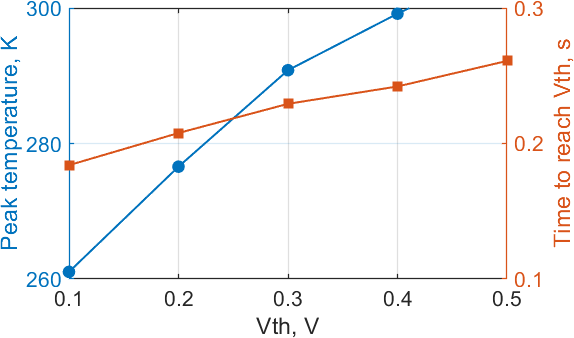 300
280
260
Peak temperature, K
0.3
0.2
0.1
Time to reach Vth, s
0.1 0.2 0.3 0.4 0.5
Vth, V